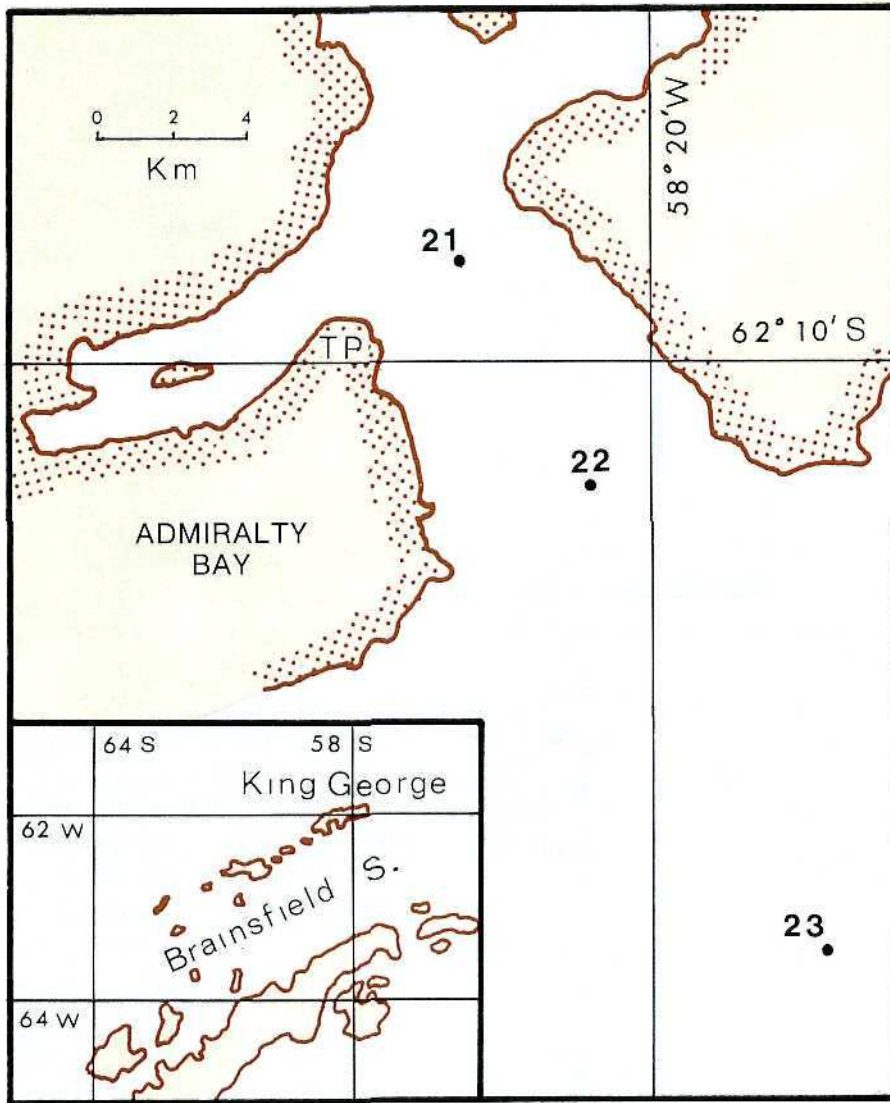 0 2 4
Km
58° 20'W
21
62° 10' S
TP
22
ADMIRALTY
BAY
64 S 58 S
King George
62 W
Brainsfield S.
23
64 W